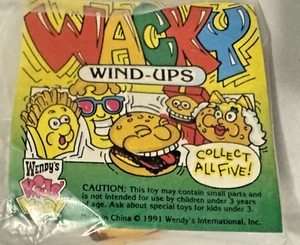 WACKY
WIND-UPS
COLLECT
ALL FIVE!
WENDY'S
CAUTION: This toy may contain small parts and
is not intended for use by children under 3 years
of age. Ask about special toys for kids under 3.
in China © 1991 Wendy's International, Inc.